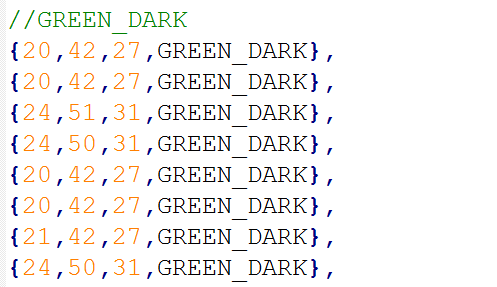 //GREEN_DARK
{20,42,27,GREEN_DARK},
{20,42,27,GREEN_DARK},
{24,51,31,GREEN_DARK},
{24,50,31,GREEN_DARK},
{20,42,27,GREEN_DARK},
{20,42,27,GREEN_DARK},
{21,42,27,GREEN_DARK},
{24,50,31,GREEN_DARK},